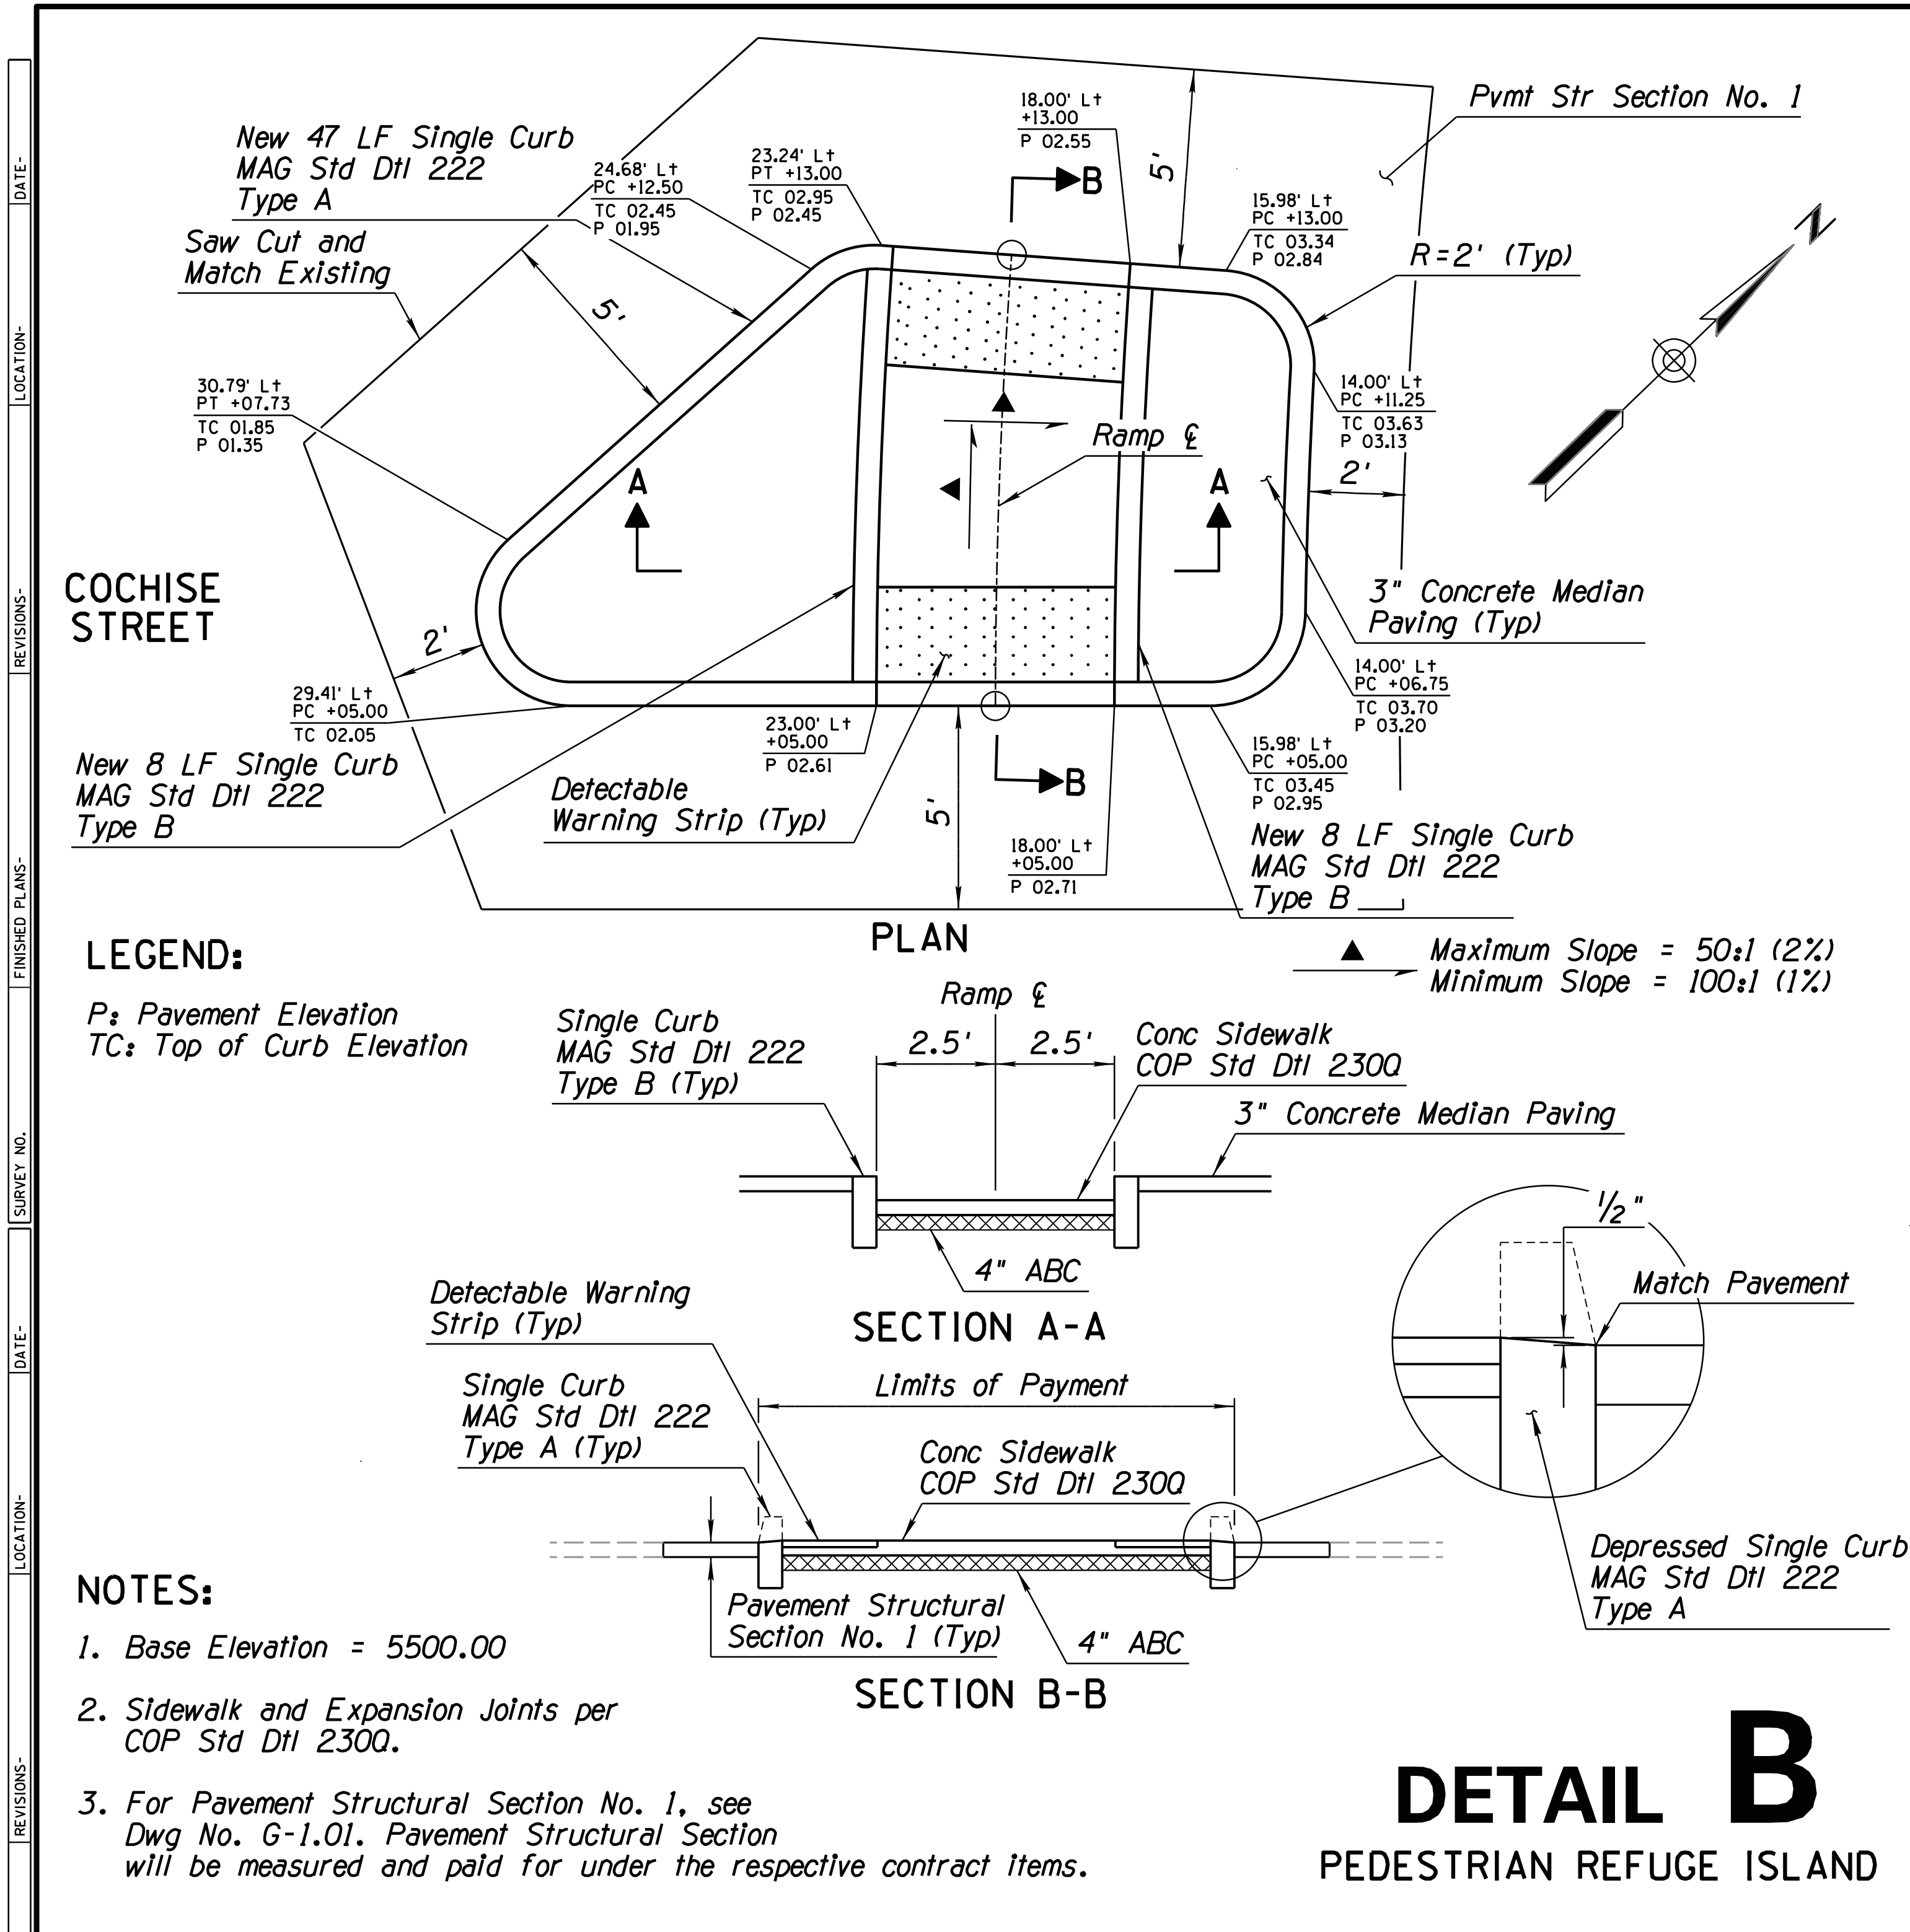 DATE-
LOCATION-
REVISIONS-
FINISHED PLANS-
SURVEY NO.
DATE-
LOCATION-
REVISIONS-
New 47 LF Single Curb
MAG Std Dtl 222
Type A
Saw Cut and
Match Existing
24.68' Lt
PC +12.50
TC 02.45
P 01.95
23.24' Lt
PT +13.00
TC 02.95
P 02.45
18.00' Lt
+13.00
P 02.55
B
5'
Pvmt Str Section No. 1
15.98' Lt
PC +13.00
TC 03.34
P 02.84
R=2' (Typ)
N
5'
30.79' Lt
PT +07.73
TC 01.85
P 01.35
14.00' Lt
PC +11.25
TC 03.63
P 03.13
2'
Ramp ℄
A
A
COCHISE
STREET
2'
3" Concrete Median
Paving (Typ)
29.41' Lt
PC +05.00
TC 02.05
14.00' Lt
PC +06.75
TC 03.70
P 03.20
23.00' Lt
+05.00
P 02.61
15.98' Lt
PC +05.00
TC 03.45
P 02.95
New 8 LF Single Curb
MAG Std Dtl 222
Type B
Detectable
Warning Strip (Typ)
5'
B
18.00' Lt
+05.00
P 02.71
New 8 LF Single Curb
MAG Std Dtl 222
Type B
PLAN
LEGEND:
P: Pavement Elevation
TC: Top of Curb Elevation
Maximum Slope = 50:1 (2%)
Minimum Slope = 100:1 (1%)
Ramp ℄
2.5'
2.5'
Single Curb
MAG Std Dtl 222
Type B (Typ)
Conc Sidewalk
COP Std Dtl 230Q
3" Concrete Median Paving
4" ABC
SECTION A-A
½"
Match Pavement
Detectable Warning
Strip (Typ)
Single Curb
MAG Std Dtl 222
Type A (Typ)
Limits of Payment
Conc Sidewalk
COP Std Dtl 230Q
Pavement Structural
Section No. 1 (Typ)
4" ABC
Depressed Single Curb
MAG Std Dtl 222
Type A
SECTION B-B
NOTES:
1. Base Elevation = 5500.00
2. Sidewalk and Expansion Joints per
COP Std Dtl 230Q.
3. For Pavement Structural Section No. 1, see
Dwg No. G-1.01. Pavement Structural Section
will be measured and paid for under the respective contract items.
DETAIL B
PEDESTRIAN REFUGE ISLAND